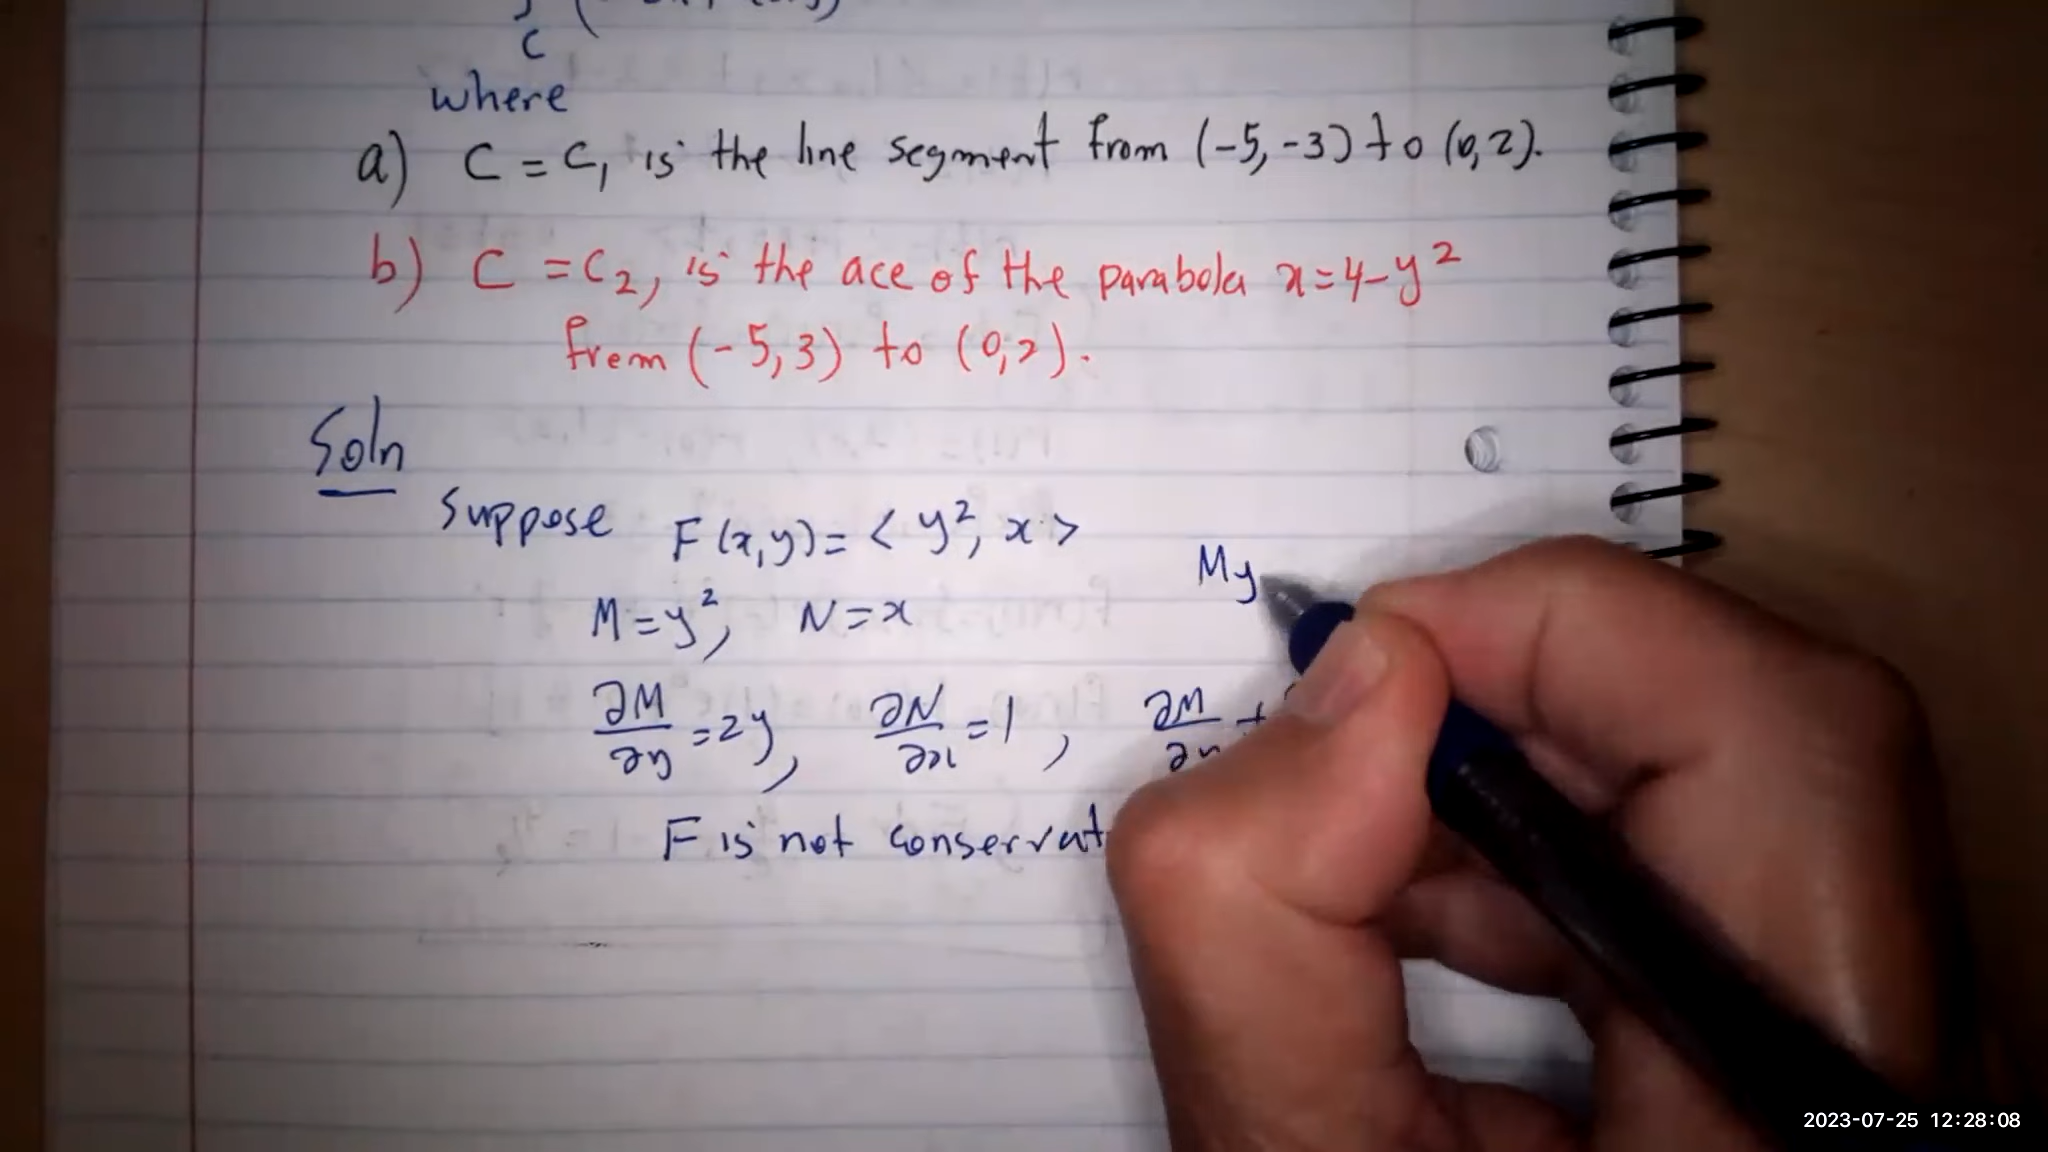 C
where
a) C = C₁ is the line segment from (-5,-3) to (0,2).
b) C = C₂, is the ace of the parabola x=4-y²
frem (-5,3) to (0,2).
Soln
Suppose F(x,y)= < y², x >
My
M=y², N=x
∂M/∂y =2y, ∂N/∂x =1, ∂M/∂y ≠
F is not conservat
2023-07-25 12:28:08